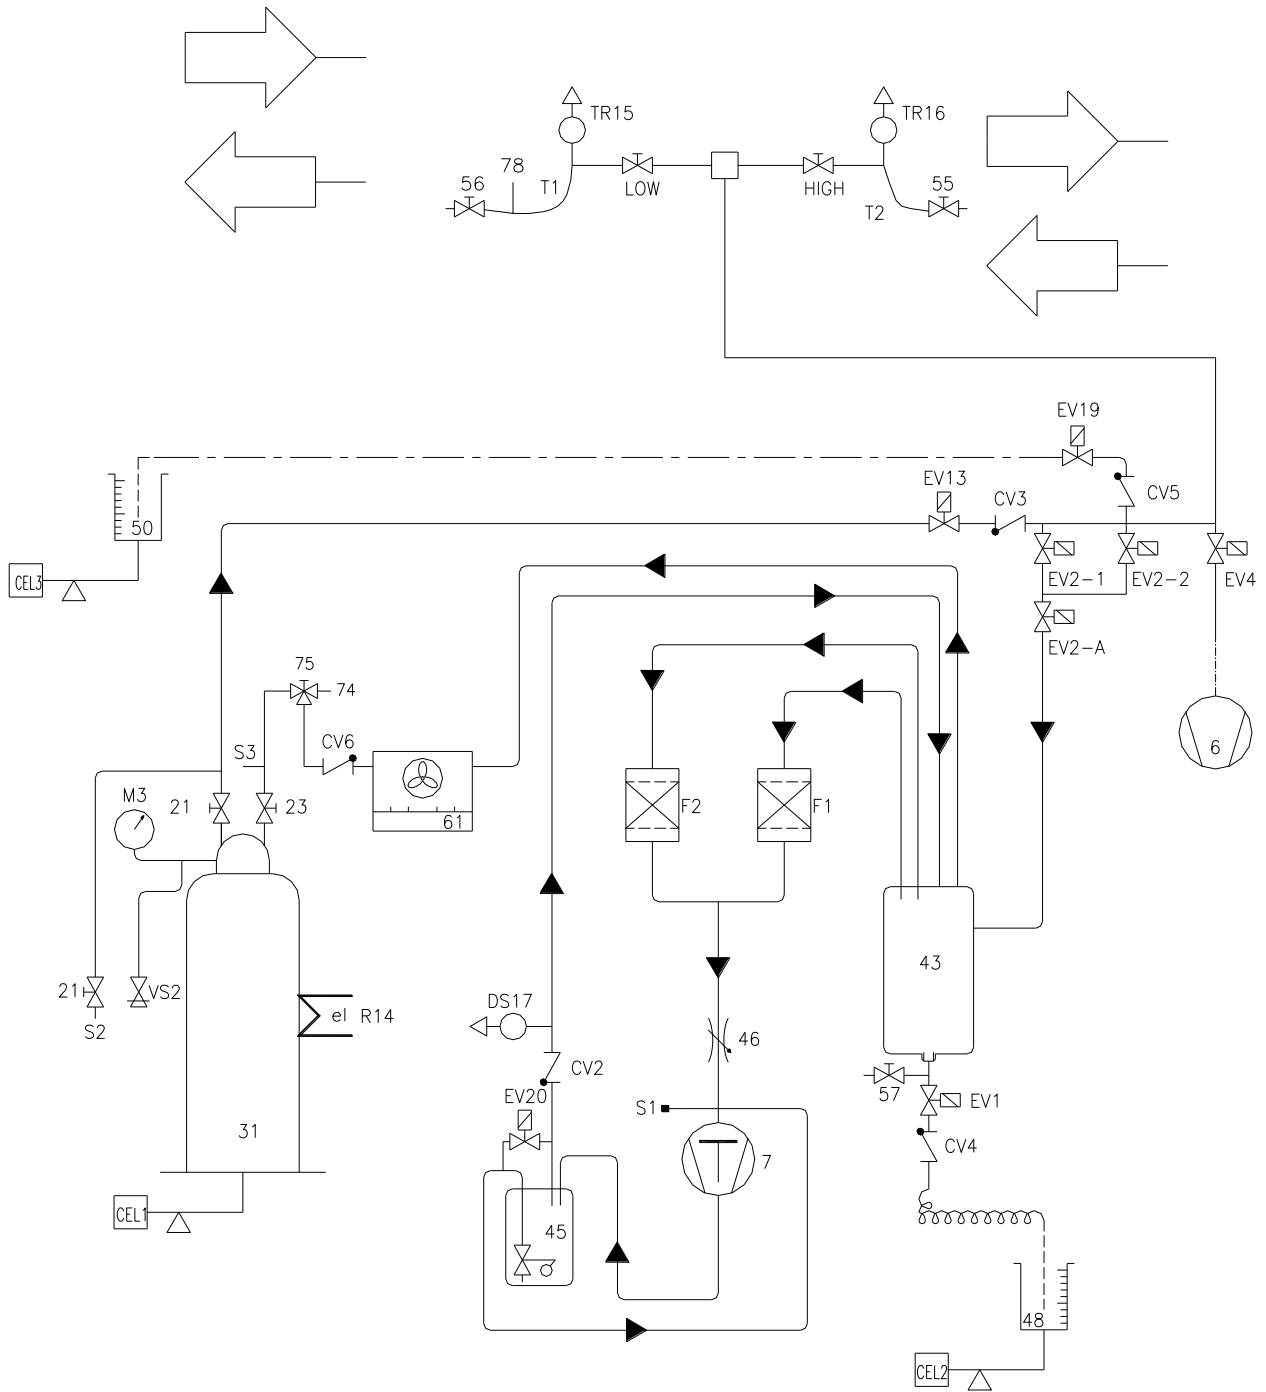 TR15
TR16
78
56
T1
LOW
HIGH
55
T2
EV19
EV13
CV3
CV5
50
CEL3
EV2-1
EV2-2
EV4
EV2-A
75
74
S3
CV6
6
M3
21
23
61
F2
F1
43
21
VS2
S2
el R14
DS17
46
CV2
57
EV1
EV20
S1
31
CV4
7
CEL1
45
48
CEL2